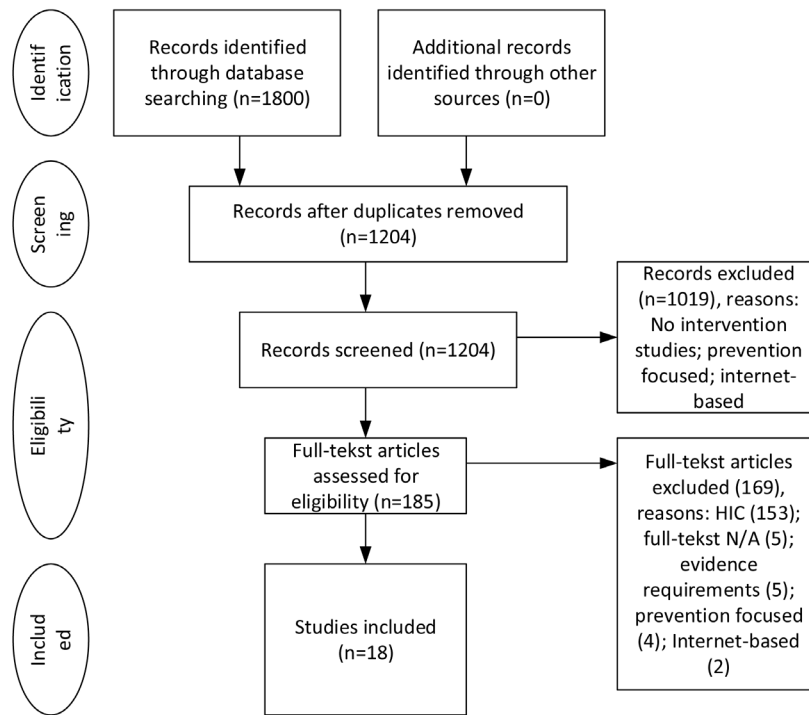 Identif
ication
Records identified
through database
searching (n=1800)
Additional records
identified through other
sources (n=0)
Screen
ing
Records after duplicates removed
(n=1204)
Eligibili
ty
Records screened (n=1204)
Records excluded
(n=1019), reasons:
No intervention
studies; prevention
focused; internet-
based
Full-tekst articles
assessed for
eligibility (n=185)
Full-tekst articles
excluded (169),
reasons: HIC (153);
full-tekst N/A (5);
evidence
requirements (5);
prevention focused
(4); Internet-based
(2)
Includ
ed
Studies included
(n=18)